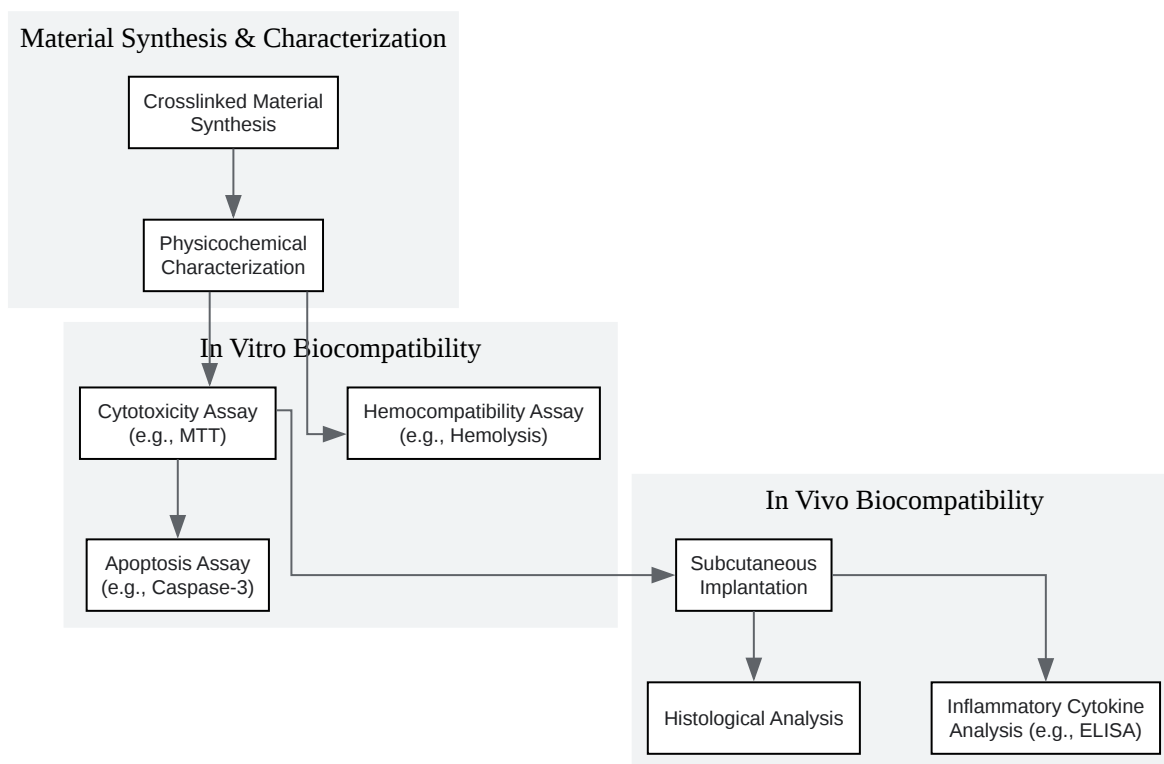 Material Synthesis & Characterization
Crosslinked Material
Synthesis
Physicochemical
Characterization
In Vitro Biocompatibility
Cytotoxicity Assay
(e.g., MTT)
Hemocompatibility Assay
(e.g., Hemolysis)
Apoptosis Assay
(e.g., Caspase-3)
In Vivo Biocompatibility
Subcutaneous
Implantation
Histological Analysis
Inflammatory Cytokine
Analysis (e.g., ELISA)